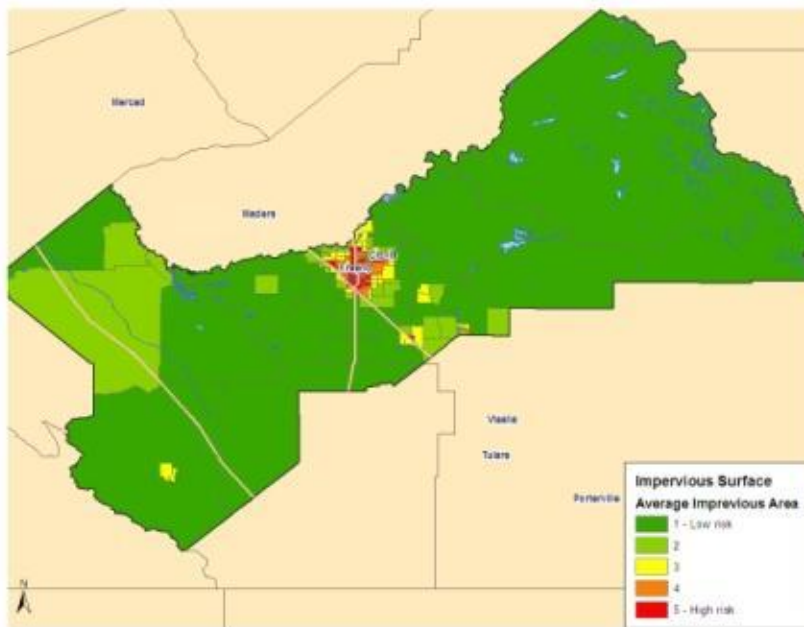 Merced
Madera
Fresno
Visalia
Tulare
Porterville
Impervious Surface
Average Imprevious Area
1 - Low risk
2
3
4
5 - High risk
N